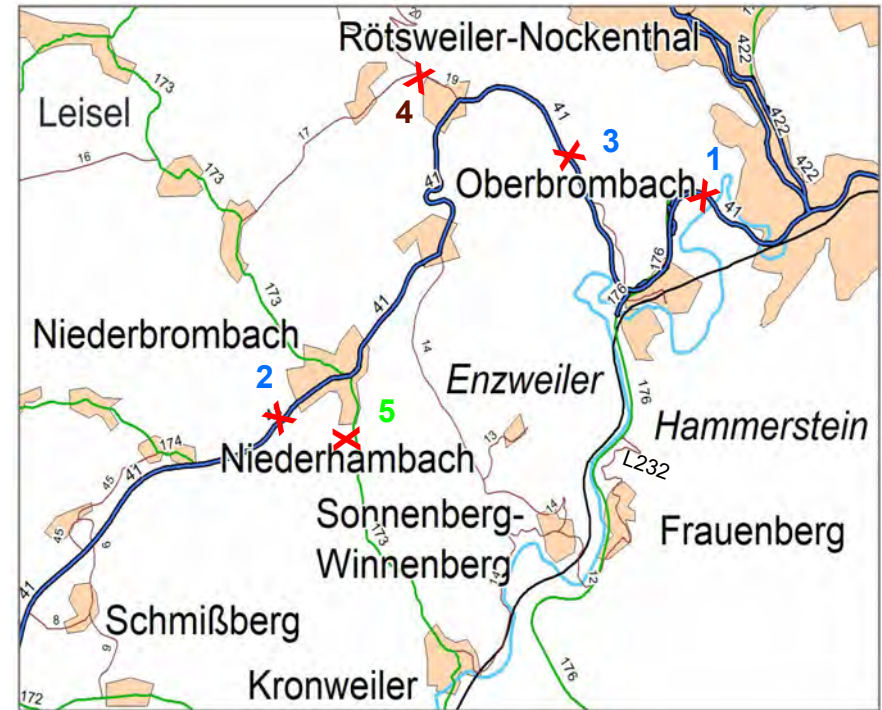 20
Rötsweiler-Nockenthal
422
173
19
4
17
41
3
422
Leisel
16
173
422
1
Oberbrombach
41
41
173
176
176
41
Niederbrombach
14
2
Enzweiler
176
5
Hammerstein
13
174
41
Niederhambach
L232
45
45
9
Sonnenberg-
Winnenberg
14
173
Frauenberg
14
12
41
8
Schmißberg
9
176
Kronweiler
172